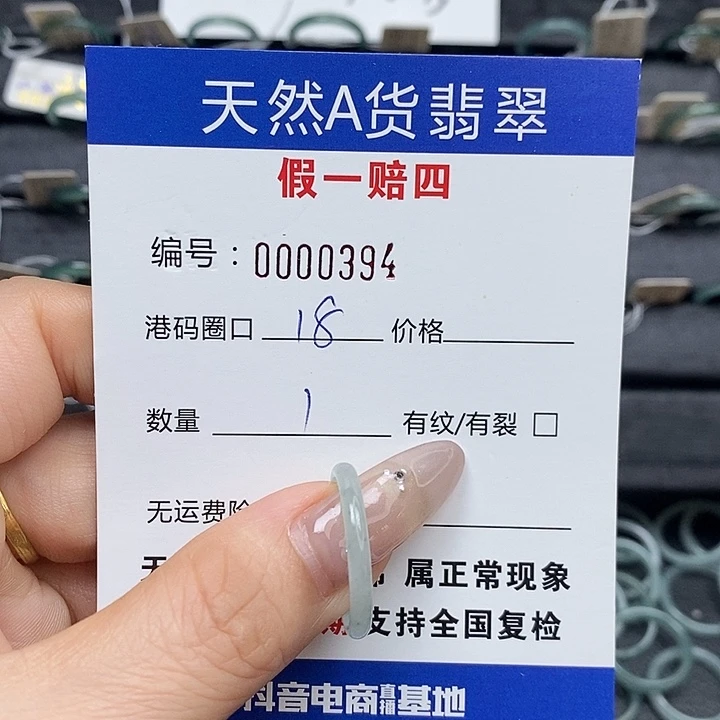 天然A货翡翠
假一赔四
编号：0000394
港码圈口 18 价格
数量 1 有纹/有裂 □
无运费险
属正常现象
支持全国复检
抖音电商直播基地